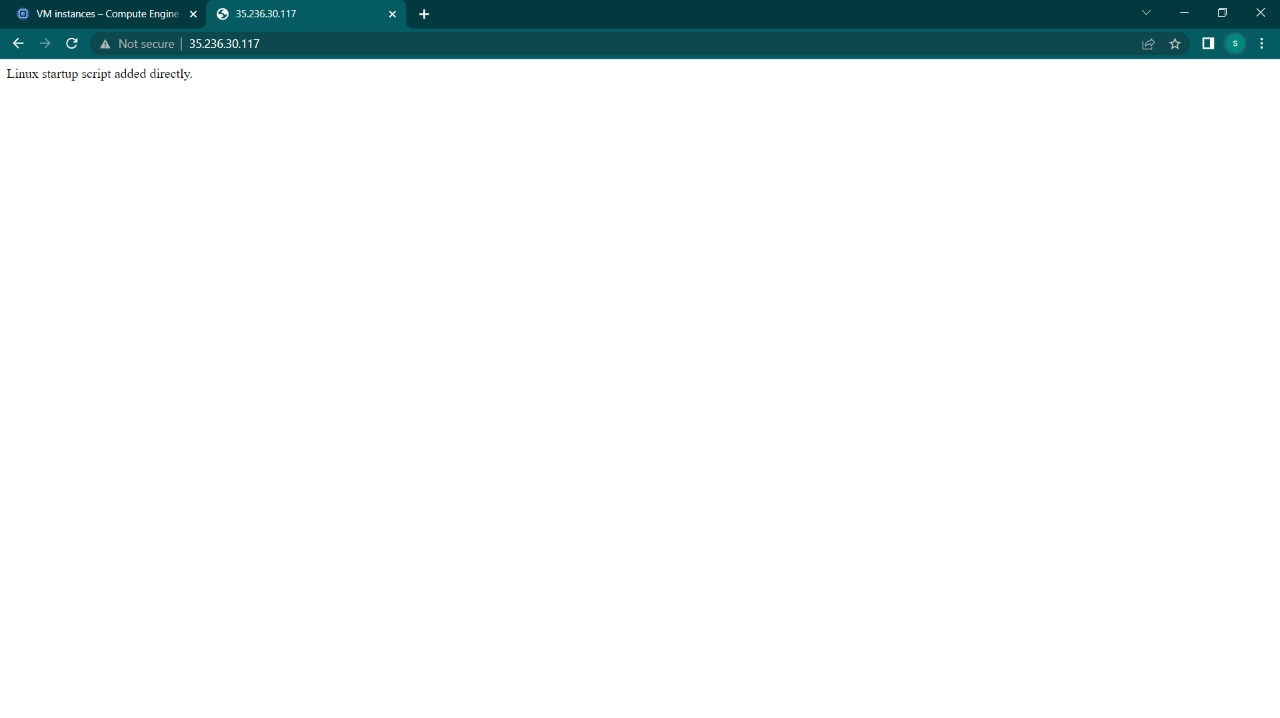 VM instances – Compute Engine
35.236.30.117
Not secure
35.236.30.117
s
Linux startup script added directly.